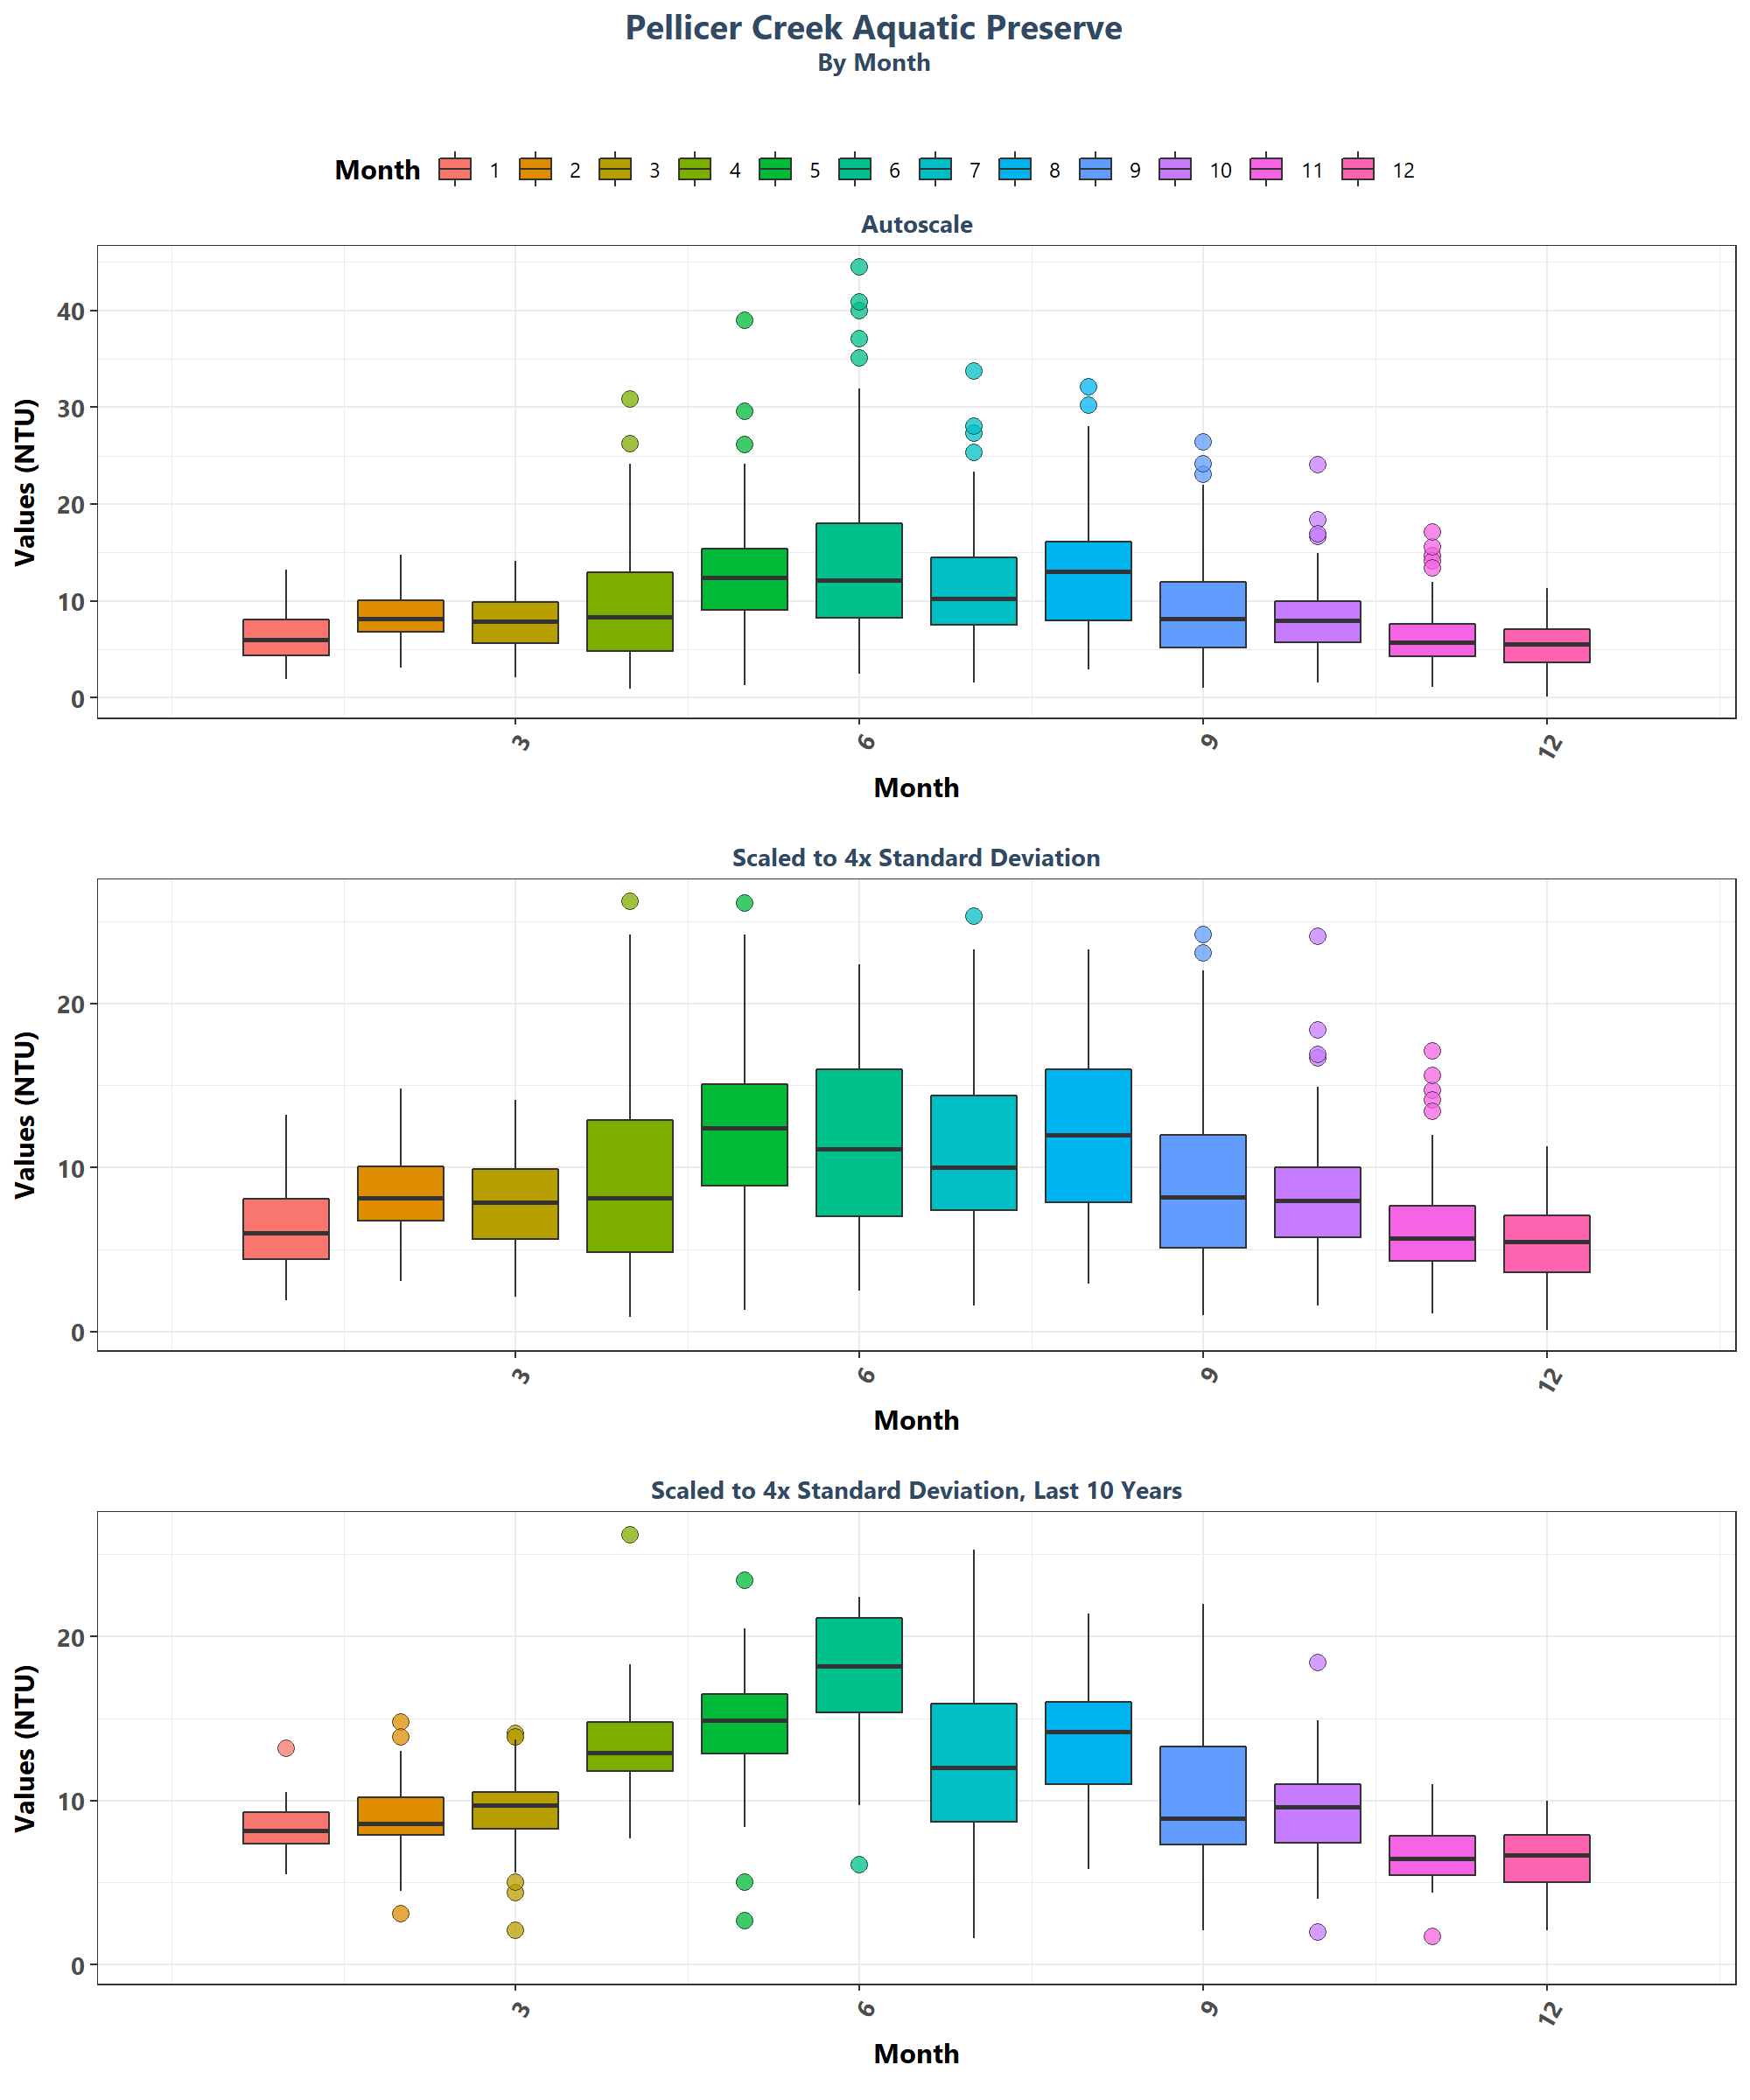 Pellicer Creek Aquatic Preserve
By Month
Month 1 2 3 4 5 6 7 8 9 10 11 12
Autoscale
Values (NTU)
40
30
20
10
0
3 6 9 12
Month
Scaled to 4x Standard Deviation
Values (NTU)
20
10
0
3 6 9 12
Month
Scaled to 4x Standard Deviation, Last 10 Years
Values (NTU)
20
10
0
3 6 9 12
Month